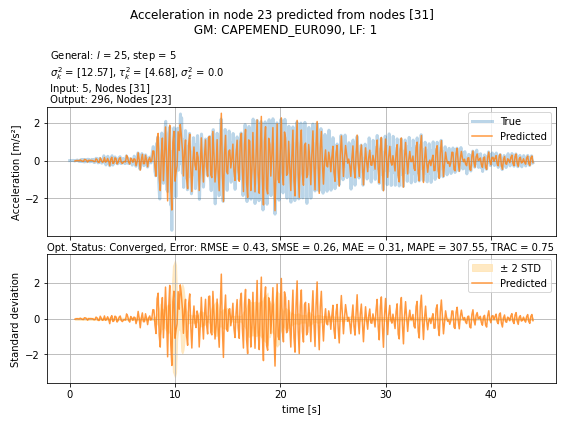 Acceleration in node 23 predicted from nodes [31]
GM: CAPEMEND_EUR090, LF: 1
General: l = 25, step = 5
σ²ₖ = [12.57], τ²ₖ = [4.68], σ²ε = 0.0
Input: 5, Nodes [31]
Output: 296, Nodes [23]
Acceleration [m/s²]
2
0
−2
True
Predicted
Opt. Status: Converged, Error: RMSE = 0.43, SMSE = 0.26, MAE = 0.31, MAPE = 307.55, TRAC = 0.75
Standard deviation
2
0
−2
± 2 STD
Predicted
0
10
20
30
40
time [s]